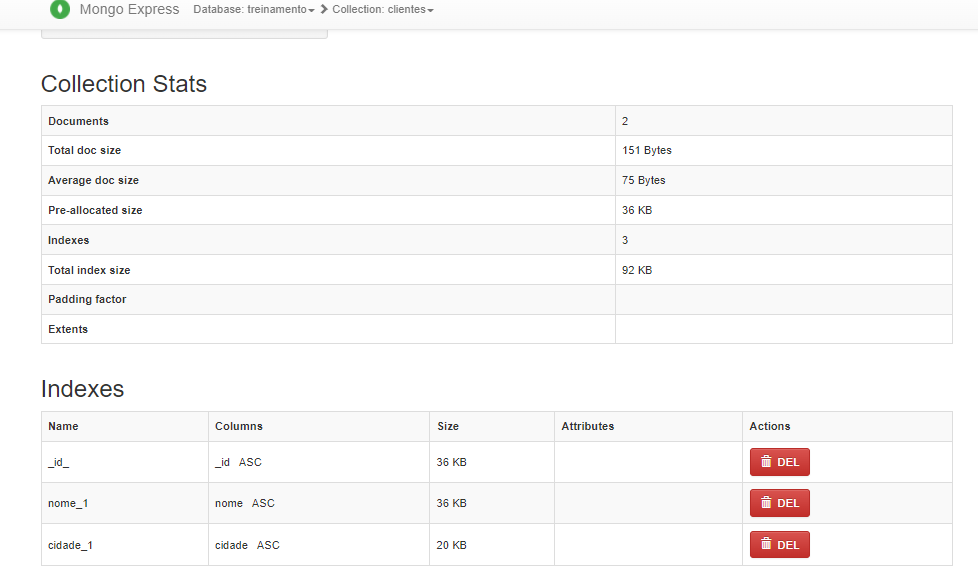 Mongo Express Database: treinamento Collection: clientes
Collection Stats
Documents 2
Total doc size 151 Bytes
Average doc size 75 Bytes
Pre-allocated size 36 KB
Indexes 3
Total index size 92 KB
Padding factor
Extents
Indexes
Name Columns Size Attributes Actions
_id_ _id ASC 36 KB DEL
nome_1 nome ASC 36 KB DEL
cidade_1 cidade ASC 20 KB DEL